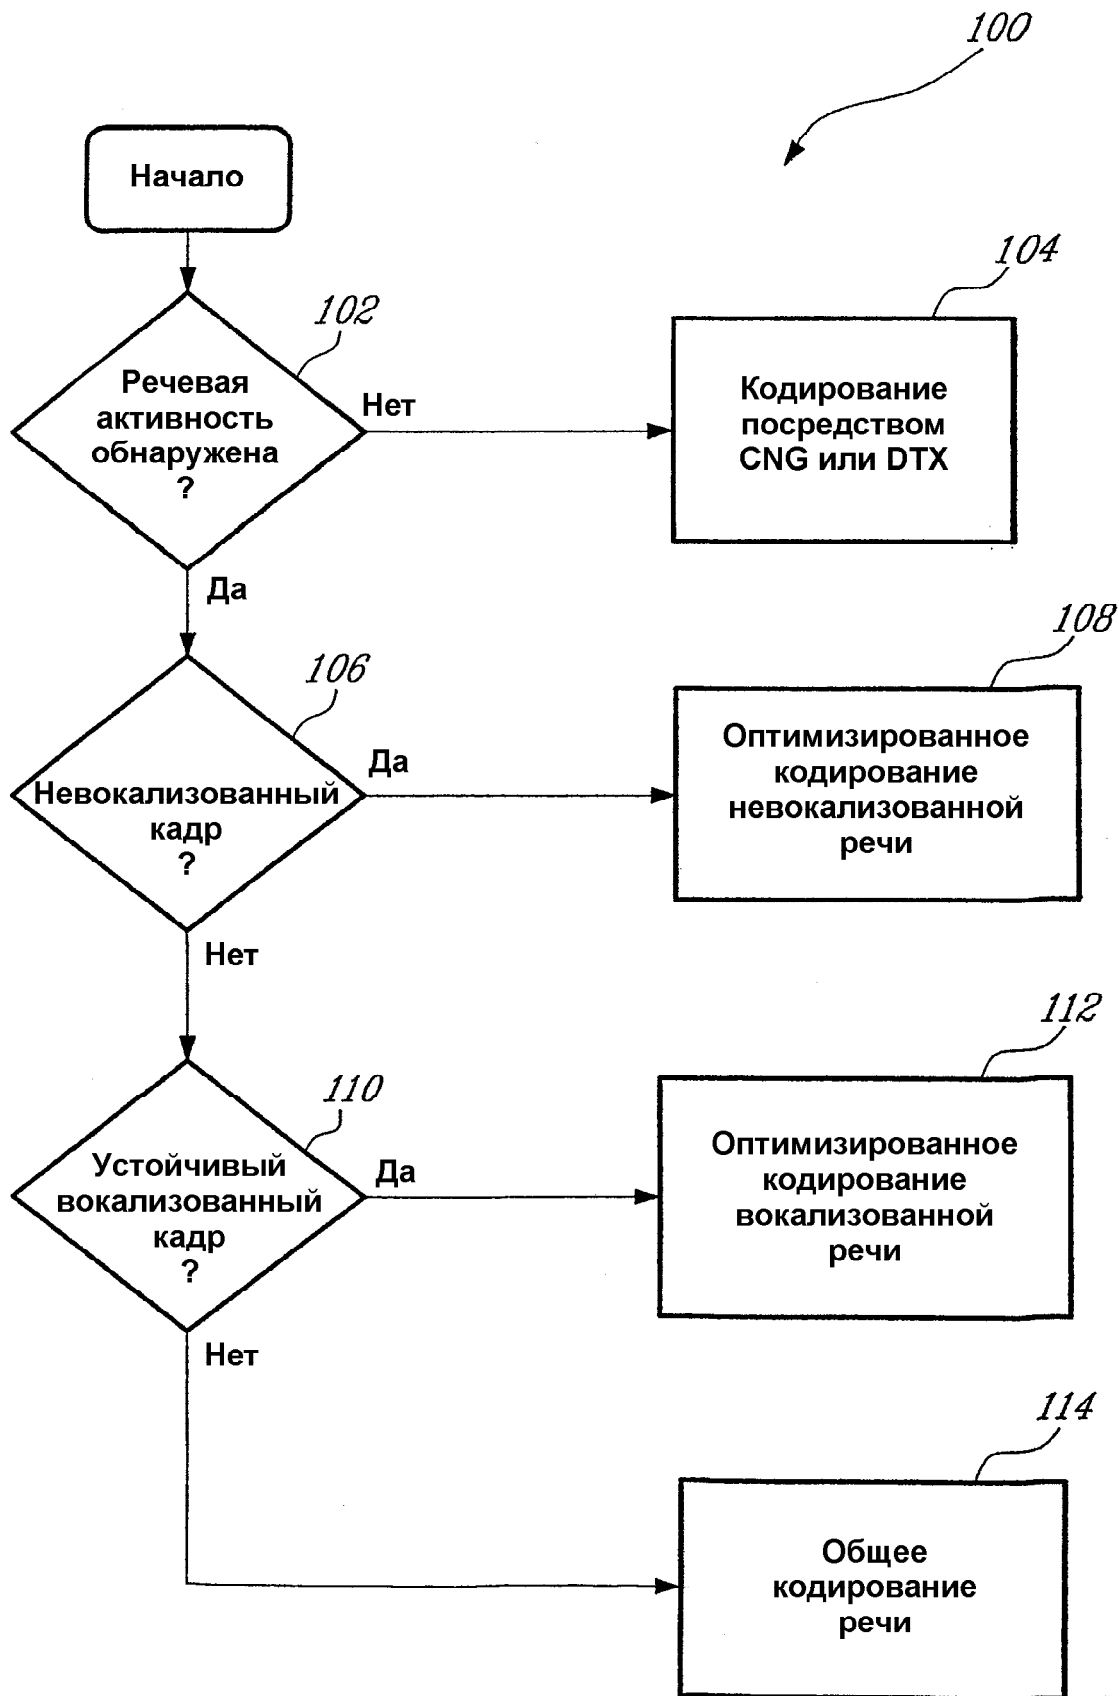 100
Начало
102
Речевая
активность
обнаружена
?
Нет
104
Кодирование
посредством
CNG или DTX
Да
106
Невокализованный
кадр
?
Да
108
Оптимизированное
кодирование
невокализованной
речи
Нет
110
Устойчивый
вокализованный
кадр
?
Да
112
Оптимизированное
кодирование
вокализованной
речи
Нет
114
Общее
кодирование
речи